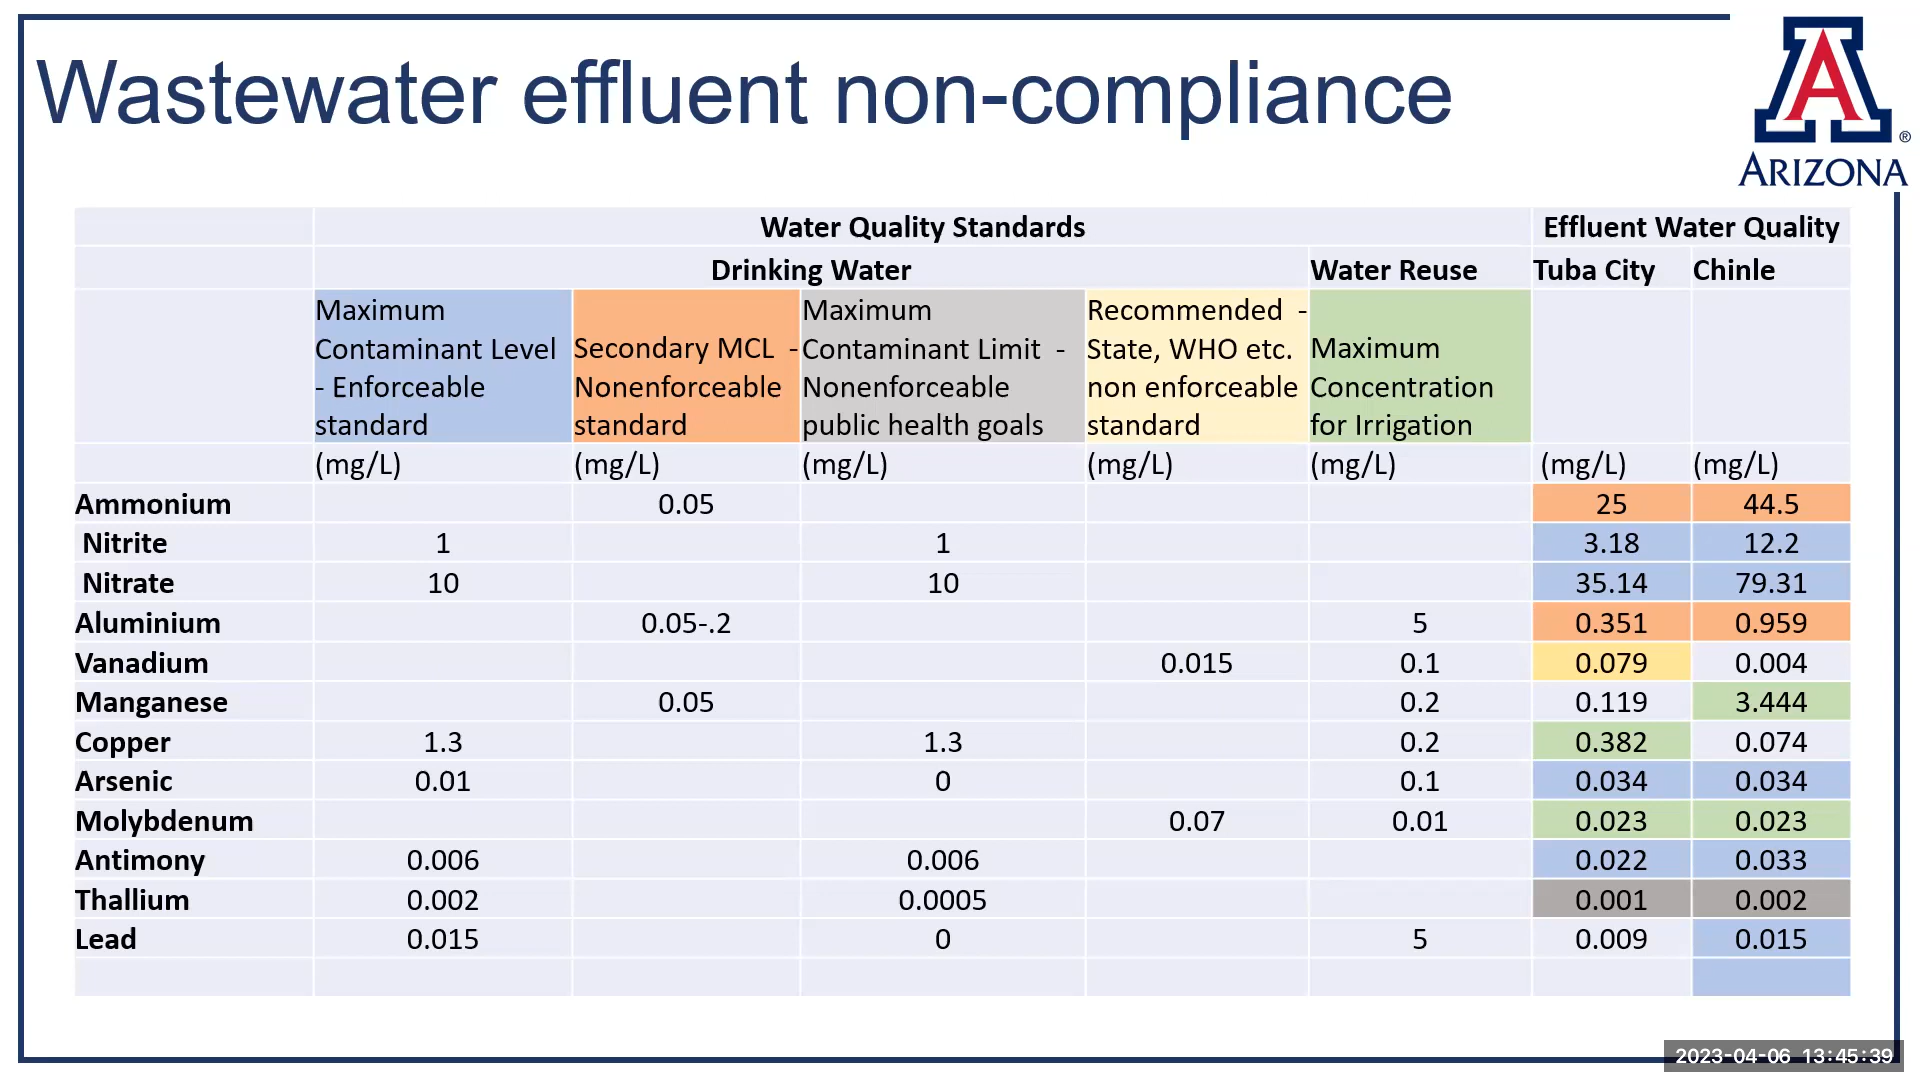 Wastewater effluent non-compliance
A
®
ARIZONA
Water Quality Standards Effluent Water Quality
Drinking Water Water Reuse Tuba City Chinle
Maximum
Contaminant Level
- Enforceable
standard
Secondary MCL -
Nonenforceable
standard
Maximum
Contaminant Limit -
Nonenforceable
public health goals
Recommended -
State, WHO etc.
non enforceable
standard
Maximum
Concentration
for Irrigation
(mg/L) (mg/L) (mg/L) (mg/L) (mg/L) (mg/L) (mg/L)
Ammonium 0.05 25 44.5
Nitrite 1 1 3.18 12.2
Nitrate 10 10 35.14 79.31
Aluminium 0.05-.2 5 0.351 0.959
Vanadium 0.015 0.1 0.079 0.004
Manganese 0.05 0.2 0.119 3.444
Copper 1.3 1.3 0.2 0.382 0.074
Arsenic 0.01 0 0.1 0.034 0.034
Molybdenum 0.07 0.01 0.023 0.023
Antimony 0.006 0.006 0.022 0.033
Thallium 0.002 0.0005 0.001 0.002
Lead 0.015 0 5 0.009 0.015
2023-04-06 13:45:39